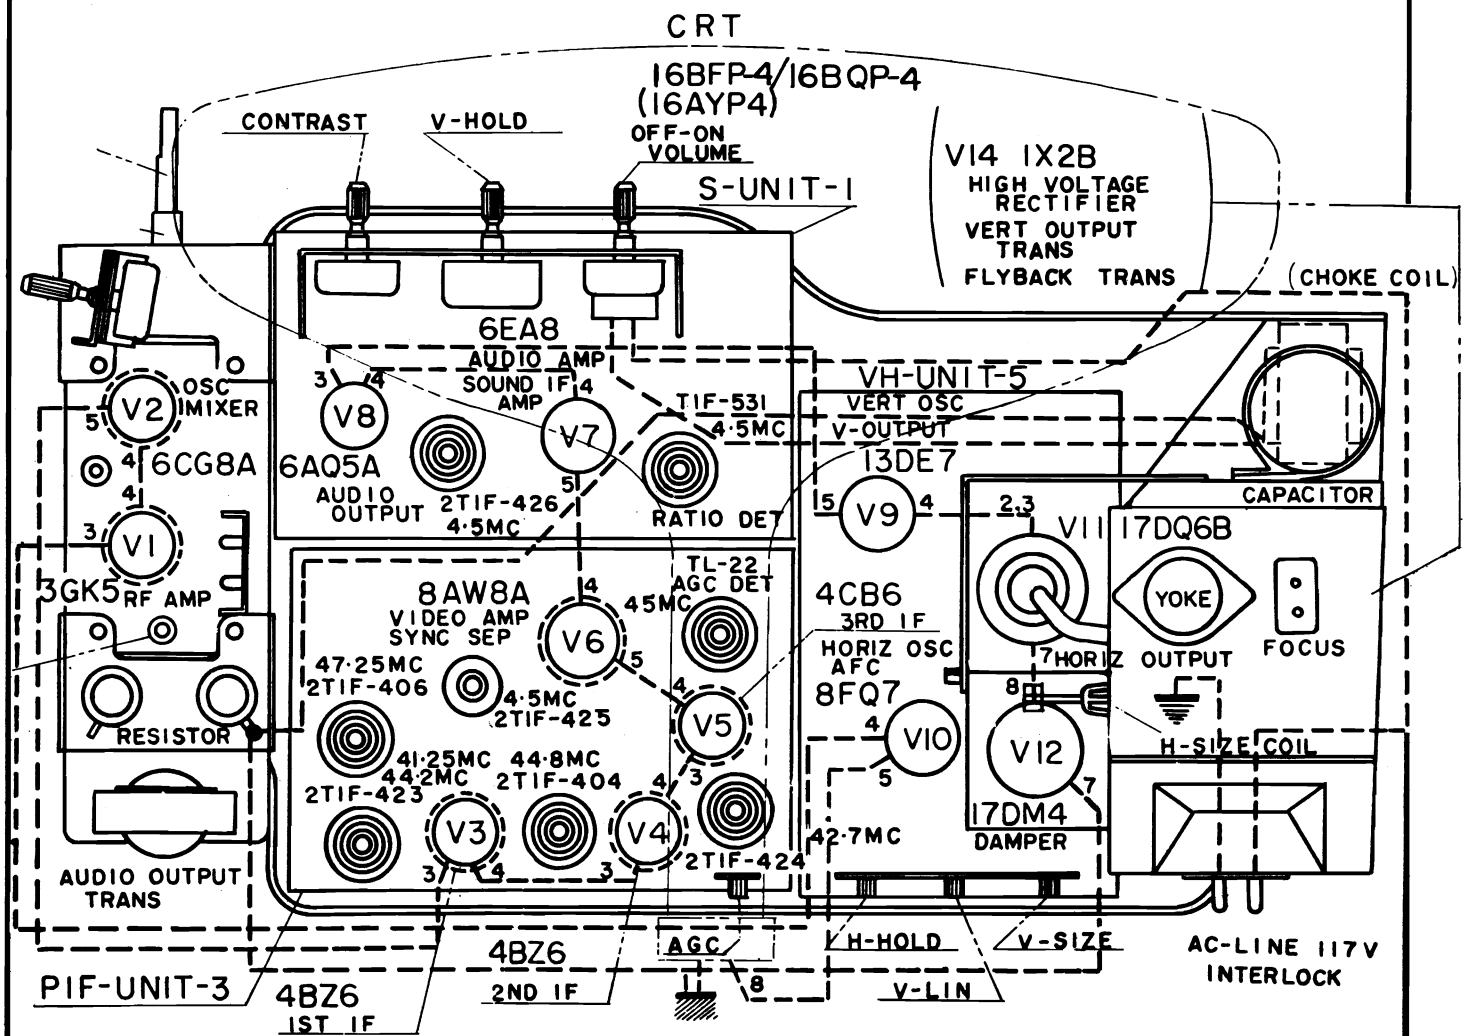 CRT
16BFP-4/16BQP-4
(16AYP4)
CONTRAST
V-HOLD
OFF-ON
VOLUME
S-UNIT-1
V14 1X2B
HIGH VOLTAGE
RECTIFIER
VERT OUTPUT
TRANS
FLYBACK TRANS
(CHOKE COIL)
6EA8
AUDIO AMP
SOUND IF
AMP
3
4
4
V8
V7
5
VH-UNIT-5
VERT OSC
V-OUTPUT
13DE7
TIF-531
4.5MC
RATIO DET
V2
OSC
MIXER
5
4
6CG8A
6AQ5A
AUDIO
OUTPUT
2TIF-426
4.5MC
4
3
V1
3GK5
RF AMP
5
V9
4
2,3
V11 17DQ6B
CAPACITOR
YOKE
FOCUS
8AW8A
VIDEO AMP
SYNC SEP
4
V6
5
TL-22
AGC DET
45MC
4CB6
3RD IF
HORIZ OSC
AFC
8FQ7
7
HORIZ OUTPUT
8
47.25MC
2TIF-406
4.5MC
2TIF-425
4
V5
3
4
V10
5
V12
7
H-SIZE COIL
RESISTOR
41.25MC
44.2MC
2TIF-423
44.8MC
2TIF-404
4
V3
V4
3
4
3
2TIF-424
42.7MC
17DM4
DAMPER
AUDIO OUTPUT
TRANS
AGC
H-HOLD
V-SIZE
AC-LINE 117V
INTERLOCK
PIF-UNIT-3
4BZ6
1ST IF
4BZ6
2ND IF
8
V-LIN